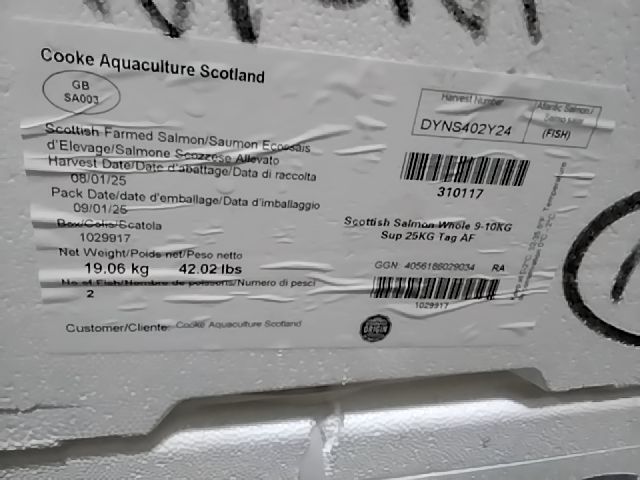 Cooke Aquaculture Scotland
GB
SA003
Scottish Farmed Salmon/Saumon Ecossais
d'Elevage/Salmone Scozzese Allevato
Harvest Date/Date d'abattage/Data di raccolta
08/01/25
Pack Date/date d'emballage/Data d'imballaggio
09/01/25
Box/Colis/Scatola
1029917
Net Weight/Poids net/Peso netto
19.06 kg 42.02 lbs
No of Fish/Nombre de poissons/Numero di pesci
2
Customer/Cliente: Cooke Aquaculture Scotland
Harvest Number
DYNS402Y24
Atlantic Salmon/
(FISH)
310117
Scottish Salmon Whole 9-10KG
Sup 25KG Tag AF
GGN: 4056186029034 RA
1029917
ORIGIN
Temperature